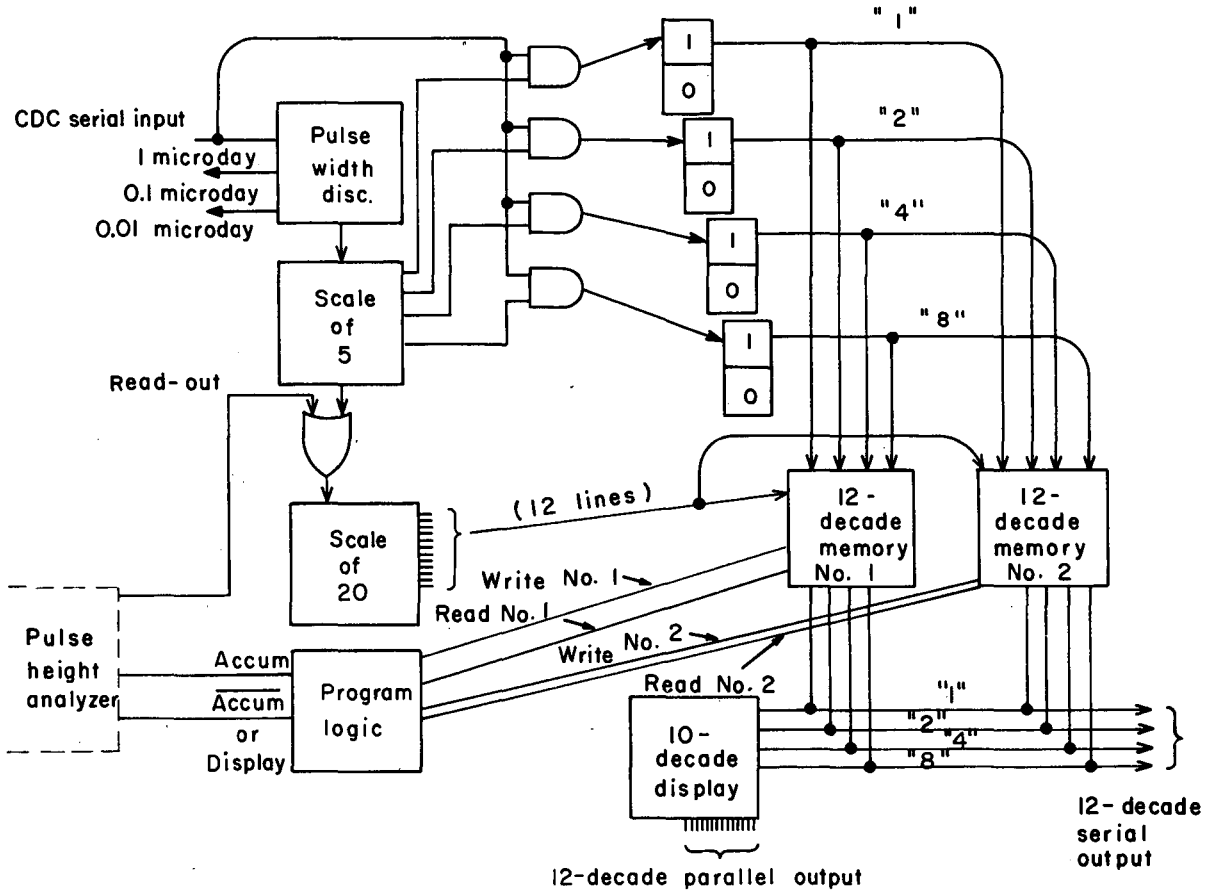 "1"
1
0
CDC serial input
Pulse
width
disc.
1 microday
0.1 microday
0.01 microday
"2"
1
0
"4"
1
0
Scale
of
5
"8"
1
0
Read-out
(12 lines)
12-
decade
memory
No. 1
12-
decade
memory
No. 2
Scale
of
20
Write No. 1
Read No. 1
Write No. 2
Read No. 2
Pulse
height
analyzer
Accum
Accum
or
Display
Program
logic
10-
decade
display
"1"
"2"
"4"
"8"
12-decade
serial
output
12-decade parallel output